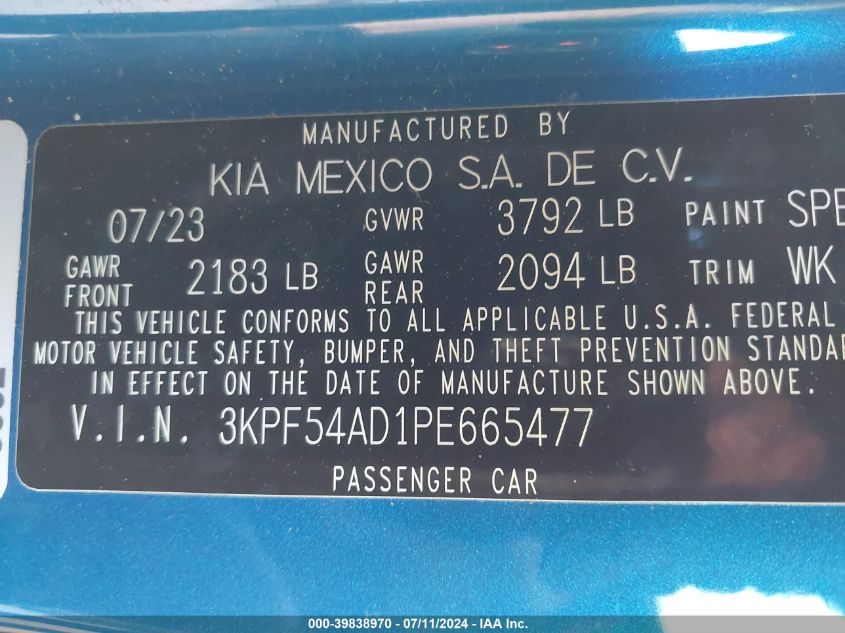 MANUFACTURED BY
KIA MEXICO S.A. DE C.V.
07/23 GVWR 3792 LB PAINT SPB
GAWR FRONT 2183 LB GAWR REAR 2094 LB TRIM WK
THIS VEHICLE CONFORMS TO ALL APPLICABLE U.S.A. FEDERAL
MOTOR VEHICLE SAFETY, BUMPER, AND THEFT PREVENTION STANDAR
IN EFFECT ON THE DATE OF MANUFACTURE SHOWN ABOVE.
V.I.N. 3KPF54AD1PE665477
PASSENGER CAR
000-39838970 - 07/11/2024 - IAA Inc.